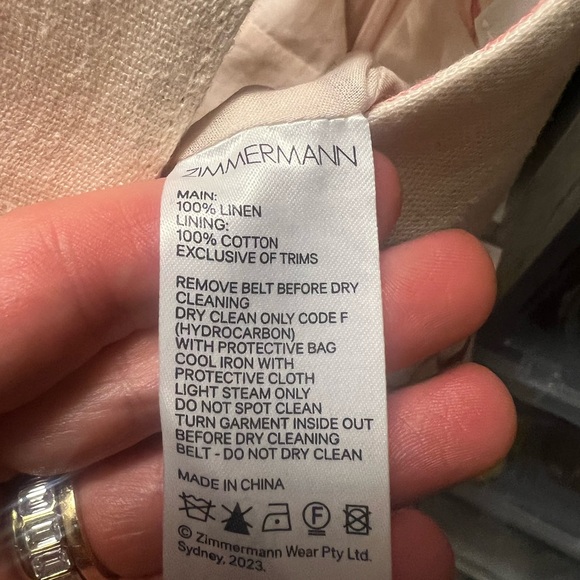 ZIMMERMANN
MAIN:
100% LINEN
LINING:
100% COTTON
EXCLUSIVE OF TRIMS
REMOVE BELT BEFORE DRY
CLEANING
DRY CLEAN ONLY CODE F
(HYDROCARBON)
WITH PROTECTIVE BAG
COOL IRON WITH
PROTECTIVE CLOTH
LIGHT STEAM ONLY
DO NOT SPOT CLEAN
TURN GARMENT INSIDE OUT
BEFORE DRY CLEANING
BELT - DO NOT DRY CLEAN
MADE IN CHINA
F
© Zimmermann Wear Pty Ltd.
Sydney, 2023.